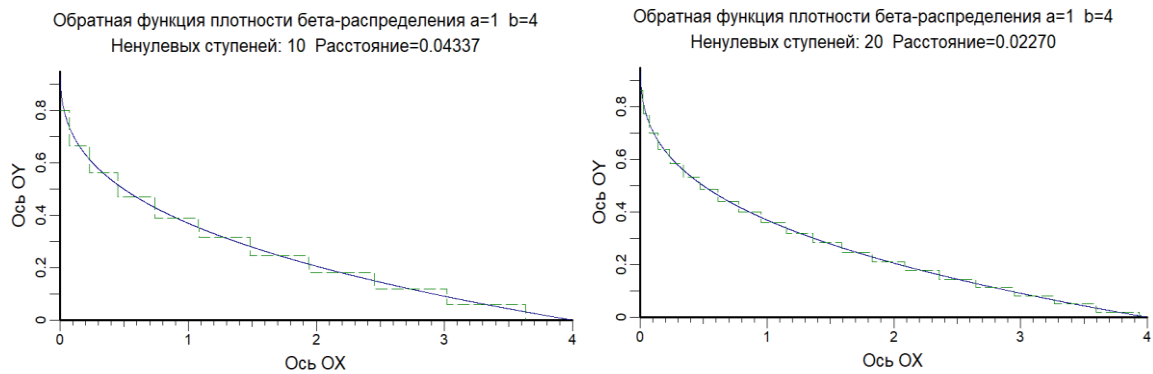 Обратная функция плотности бета-распределения a=1 b=4
Ненулевых ступеней: 10 Расстояние=0.04337
0.8
0.6
0.4
0.2
0
Ось OY
0 1 2 3 4
Ось OX
Обратная функция плотности бета-распределения a=1 b=4
Ненулевых ступеней: 20 Расстояние=0.02270
0.8
0.6
0.4
0.2
0
Ось OY
0 1 2 3 4
Ось OX